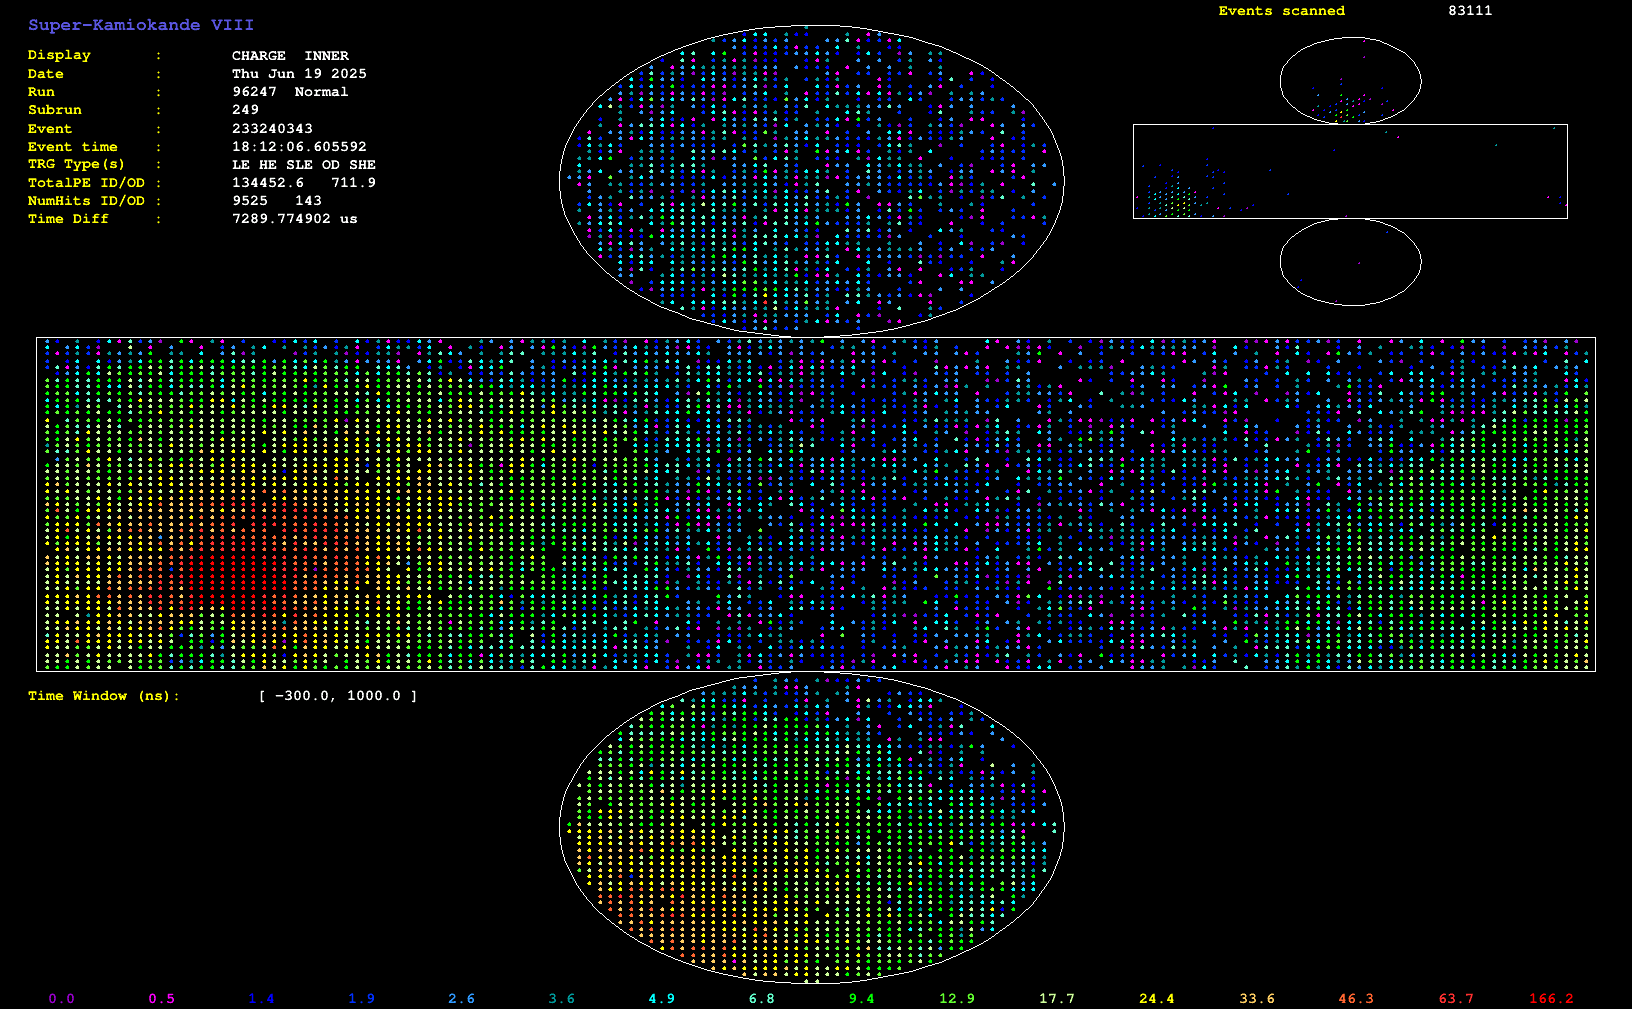 Super-Kamiokande VIII
Events scanned 83111
Display : CHARGE INNER
Date : Thu Jun 19 2025
Run : 96247 Normal
Subrun : 249
Event : 233240343
Event time : 18:12:06.605592
TRG Type(s) : LE HE SLE OD SHE
TotalPE ID/OD : 134452.6 711.9
NumHits ID/OD : 9525 143
Time Diff : 7289.774902 us
Time Window (ns): [ -300.0, 1000.0 ]
0.0 0.5 1.4 1.9 2.6 3.6 4.9 6.8 9.4 12.9 17.7 24.4 33.6 46.3 63.7 166.2